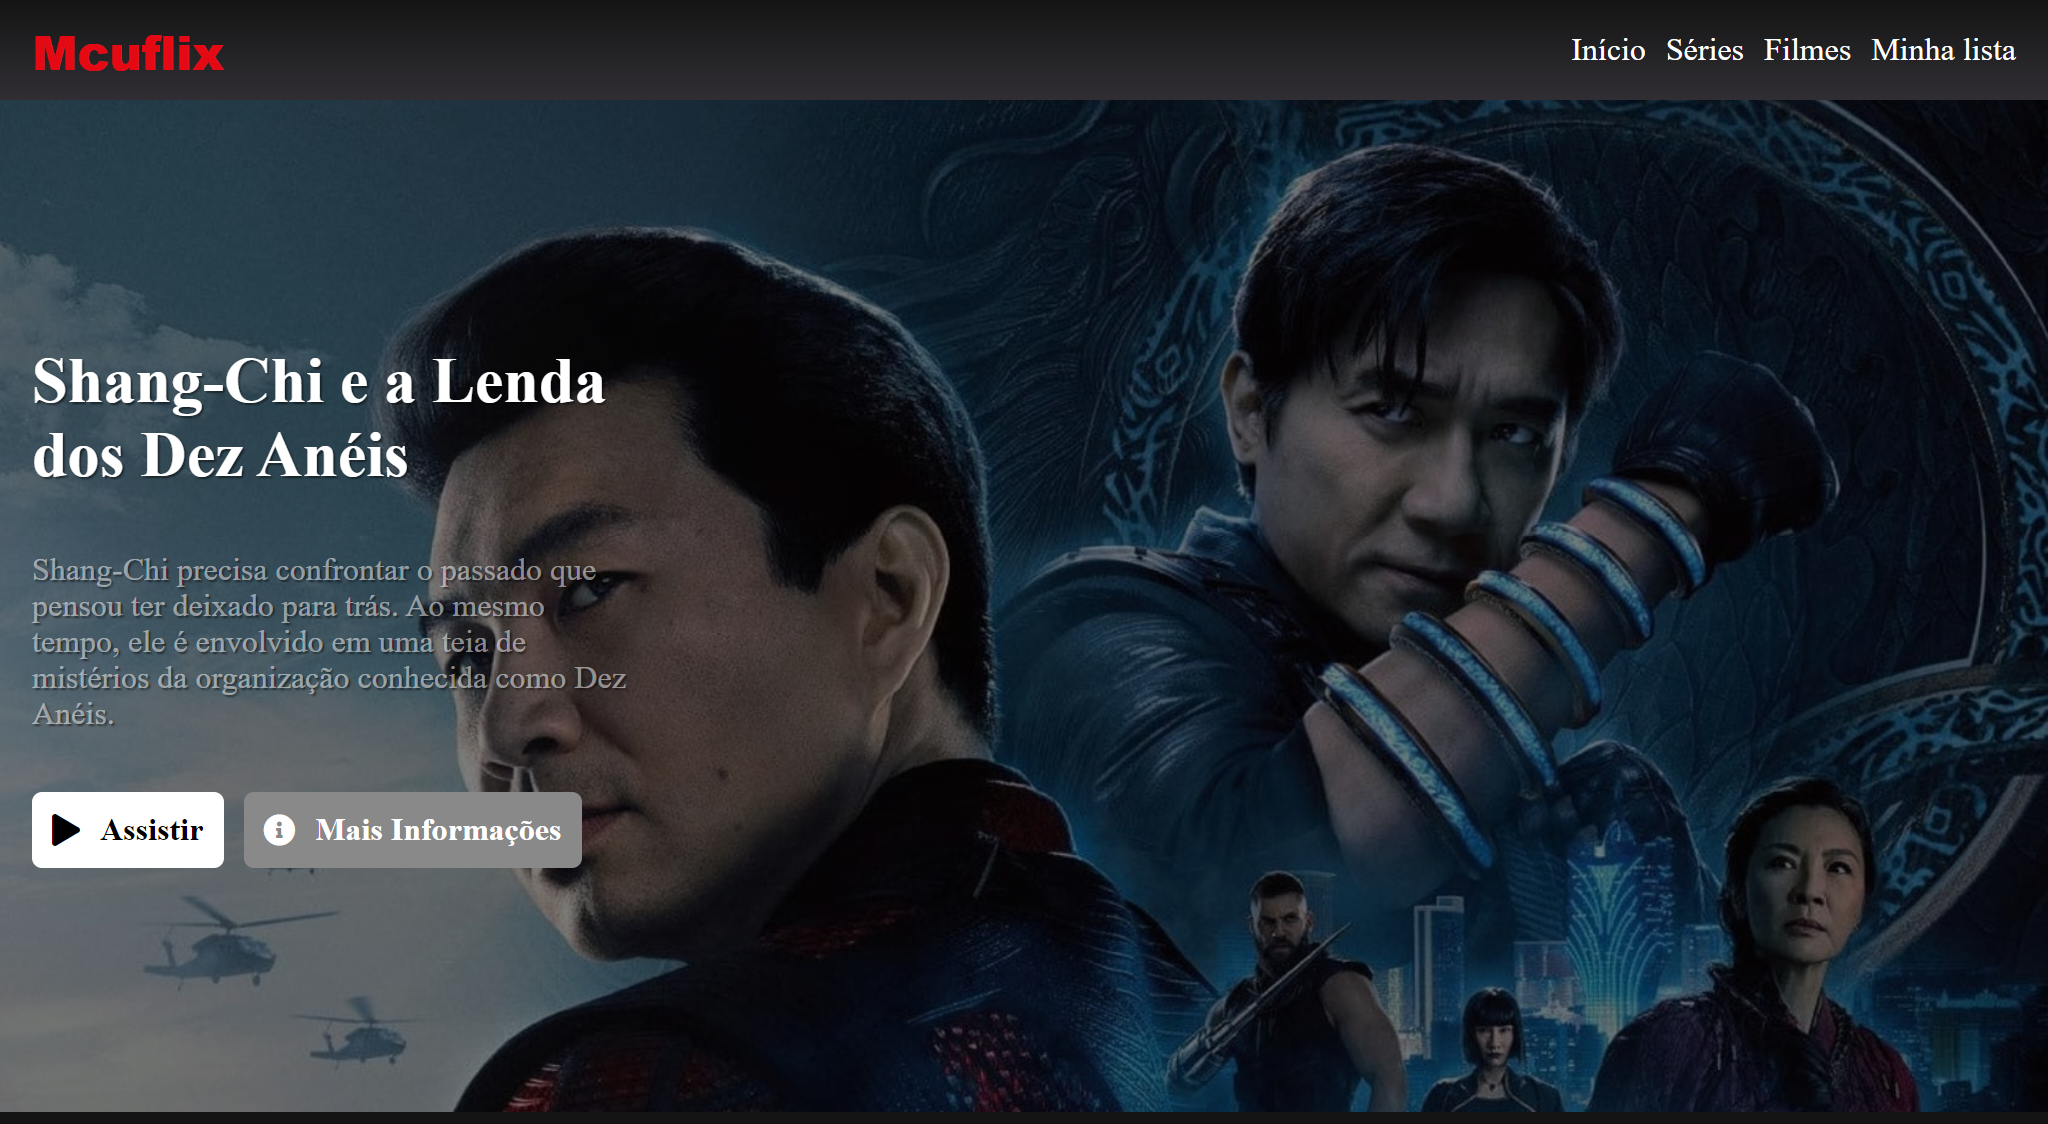 Mcuflix
Início Séries Filmes Minha lista
Shang-Chi e a Lenda
dos Dez Anéis
Shang-Chi precisa confrontar o passado que
pensou ter deixado para trás. Ao mesmo
tempo, ele é envolvido em uma teia de
mistérios da organização conhecida como Dez
Anéis.
Assistir
Mais Informações